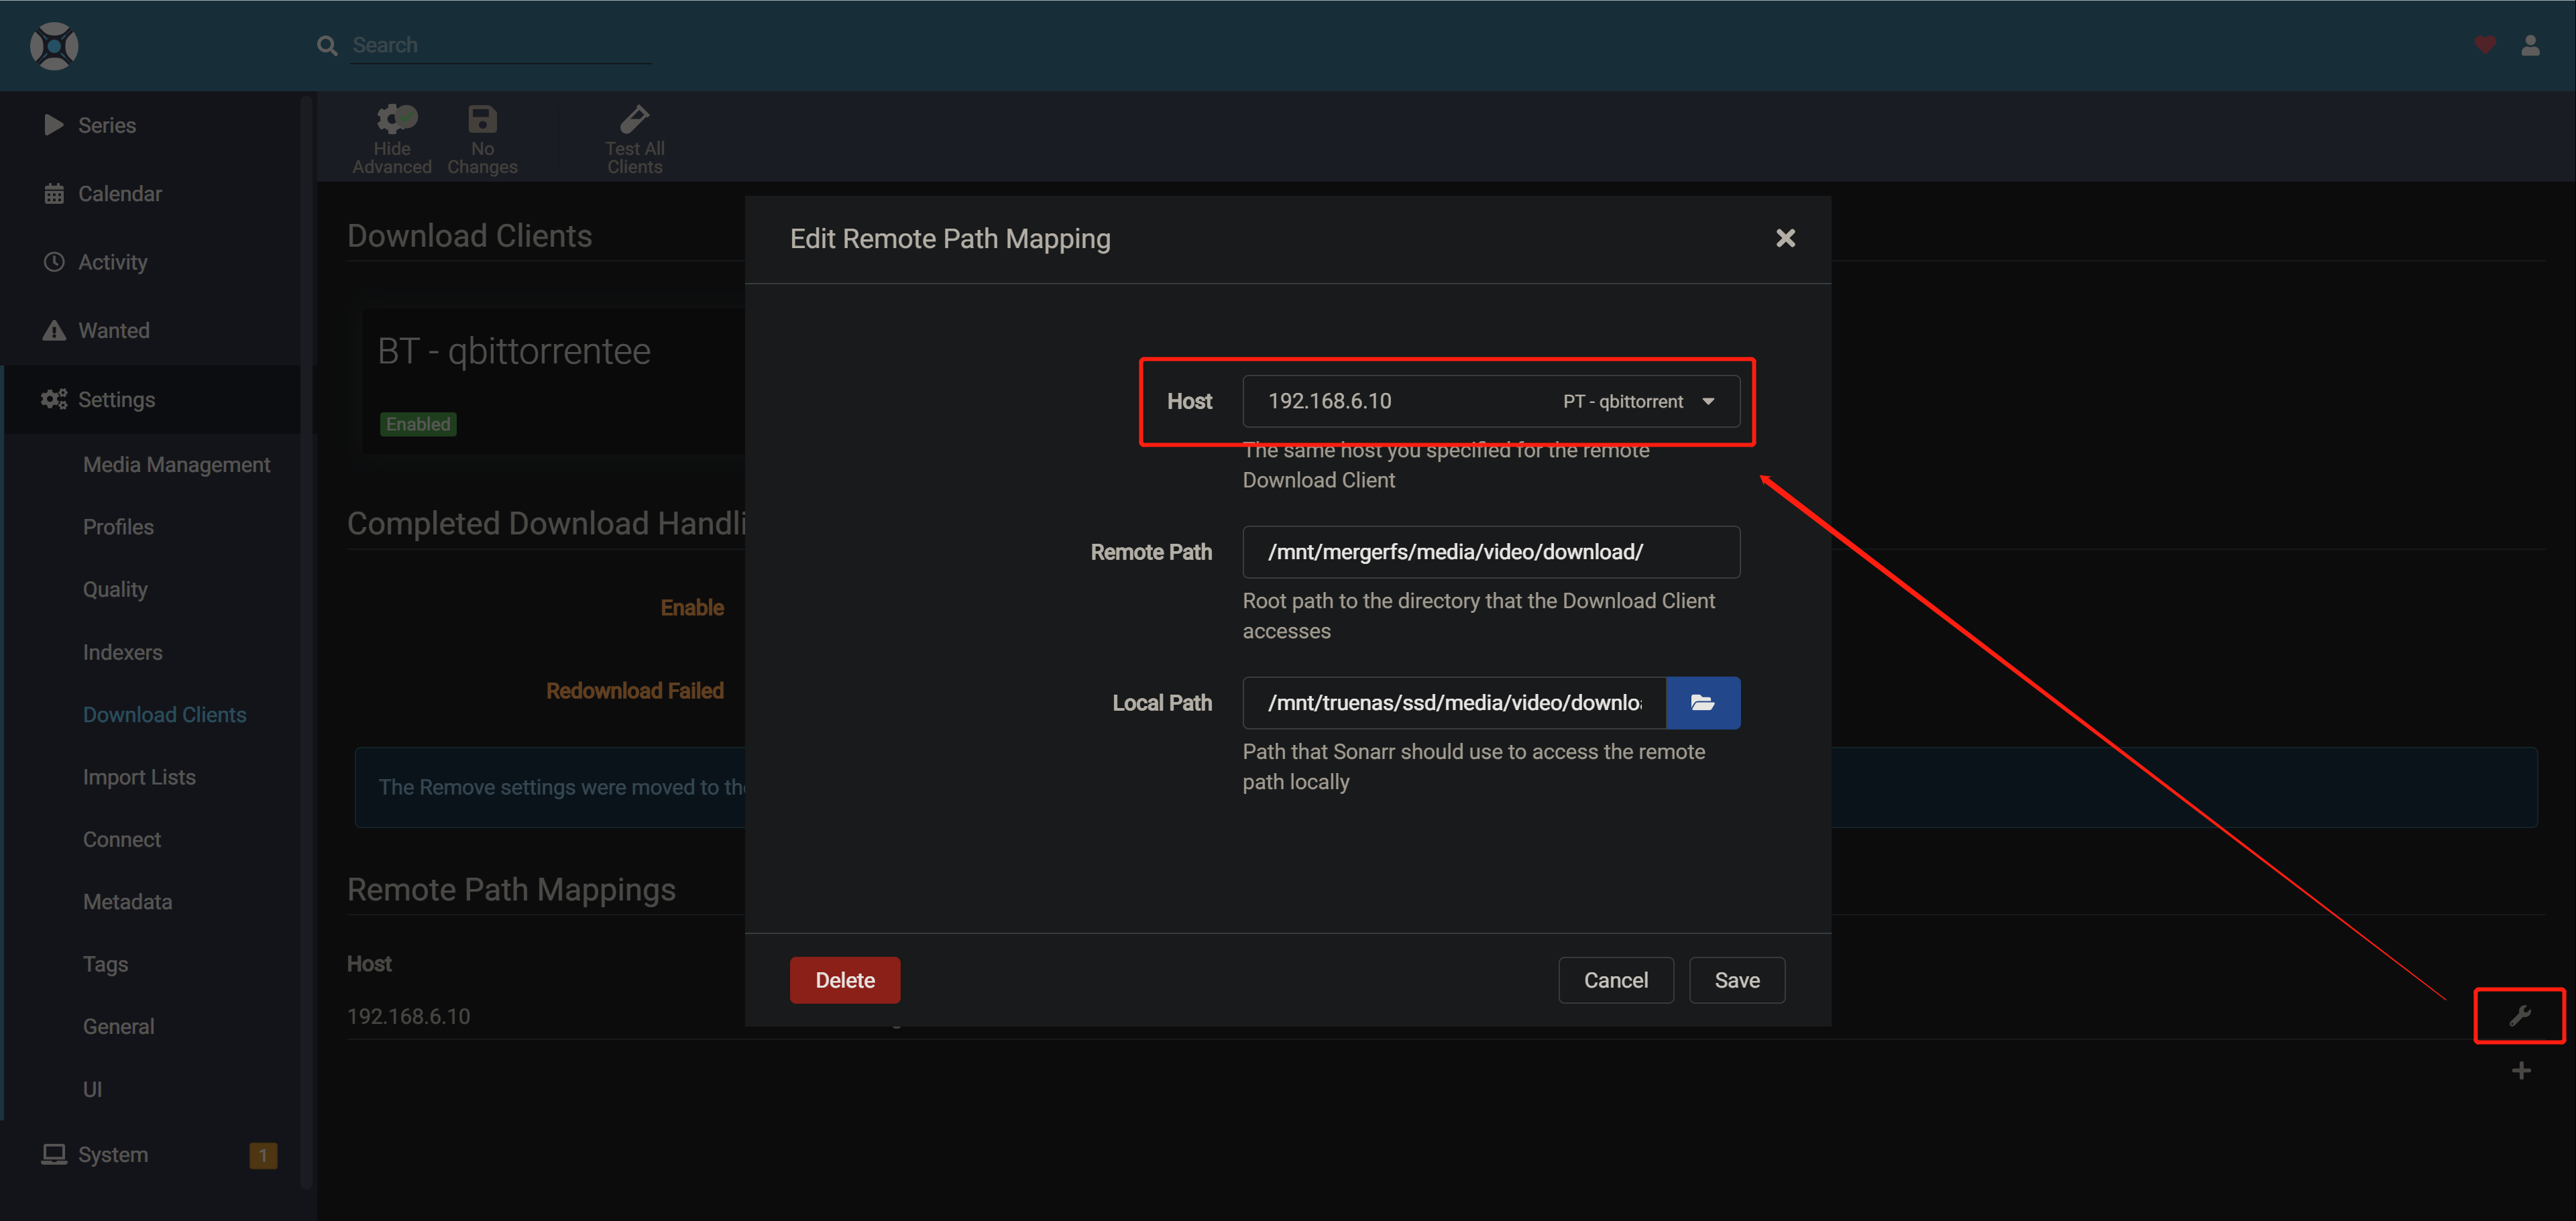 Search
Series
Calendar
Activity
Wanted
Settings
Media Management
Profiles
Quality
Indexers
Download Clients
Import Lists
Connect
Metadata
Tags
General
UI
System
1
Hide
Advanced
No
Changes
Test All
Clients
Download Clients
BT - qbittorrentee
Enabled
Completed Download Handli
Enable
Redownload Failed
The Remove settings were moved to the
Remote Path Mappings
Host
192.168.6.10
Edit Remote Path Mapping
Host
192.168.6.10
PT - qbittorrent
The same host you specified for the remote
Download Client
Remote Path
/mnt/mergerfs/media/video/download/
Root path to the directory that the Download Client
accesses
Local Path
/mnt/truenas/ssd/media/video/downlo
Path that Sonarr should use to access the remote
path locally
Delete
Cancel
Save